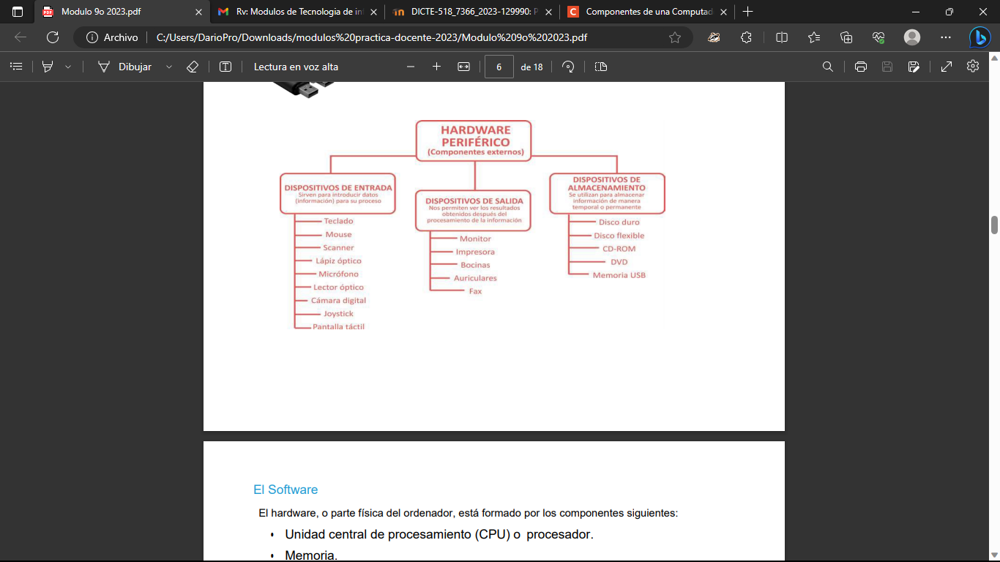 Modulo 9o 2023.pdf
Rv: Modulos de Tecnologia de in
DICTE-518_7366_2023-129990: P
Componentes de una Computad
Archivo
C:/Users/DarioPro/Downloads/modulos%20practica-docente-2023/Modulo%209o%202023.pdf
Dibujar
Lectura en voz alta
6
de 18
HARDWARE
PERIFÉRICO
(Componentes externos)
DISPOSITIVOS DE ENTRADA
Sirven para introducir datos
(información) para su proceso
Teclado
Mouse
Scanner
Lápiz óptico
Micrófono
Lector óptico
Cámara digital
Joystick
Pantalla táctil
DISPOSITIVOS DE SALIDA
Nos permiten ver los resultados
obtenidos después del
procesamiento de la información
Monitor
Impresora
Bocinas
Auriculares
Fax
DISPOSITIVOS DE
ALMACENAMIENTO
Se utilizan para almacenar
información de manera
temporal o permanente
Disco duro
Disco flexible
CD-ROM
DVD
Memoria USB
El Software
El hardware, o parte física del ordenador, está formado por los componentes siguientes:
• Unidad central de procesamiento (CPU) o procesador.
• Memoria.